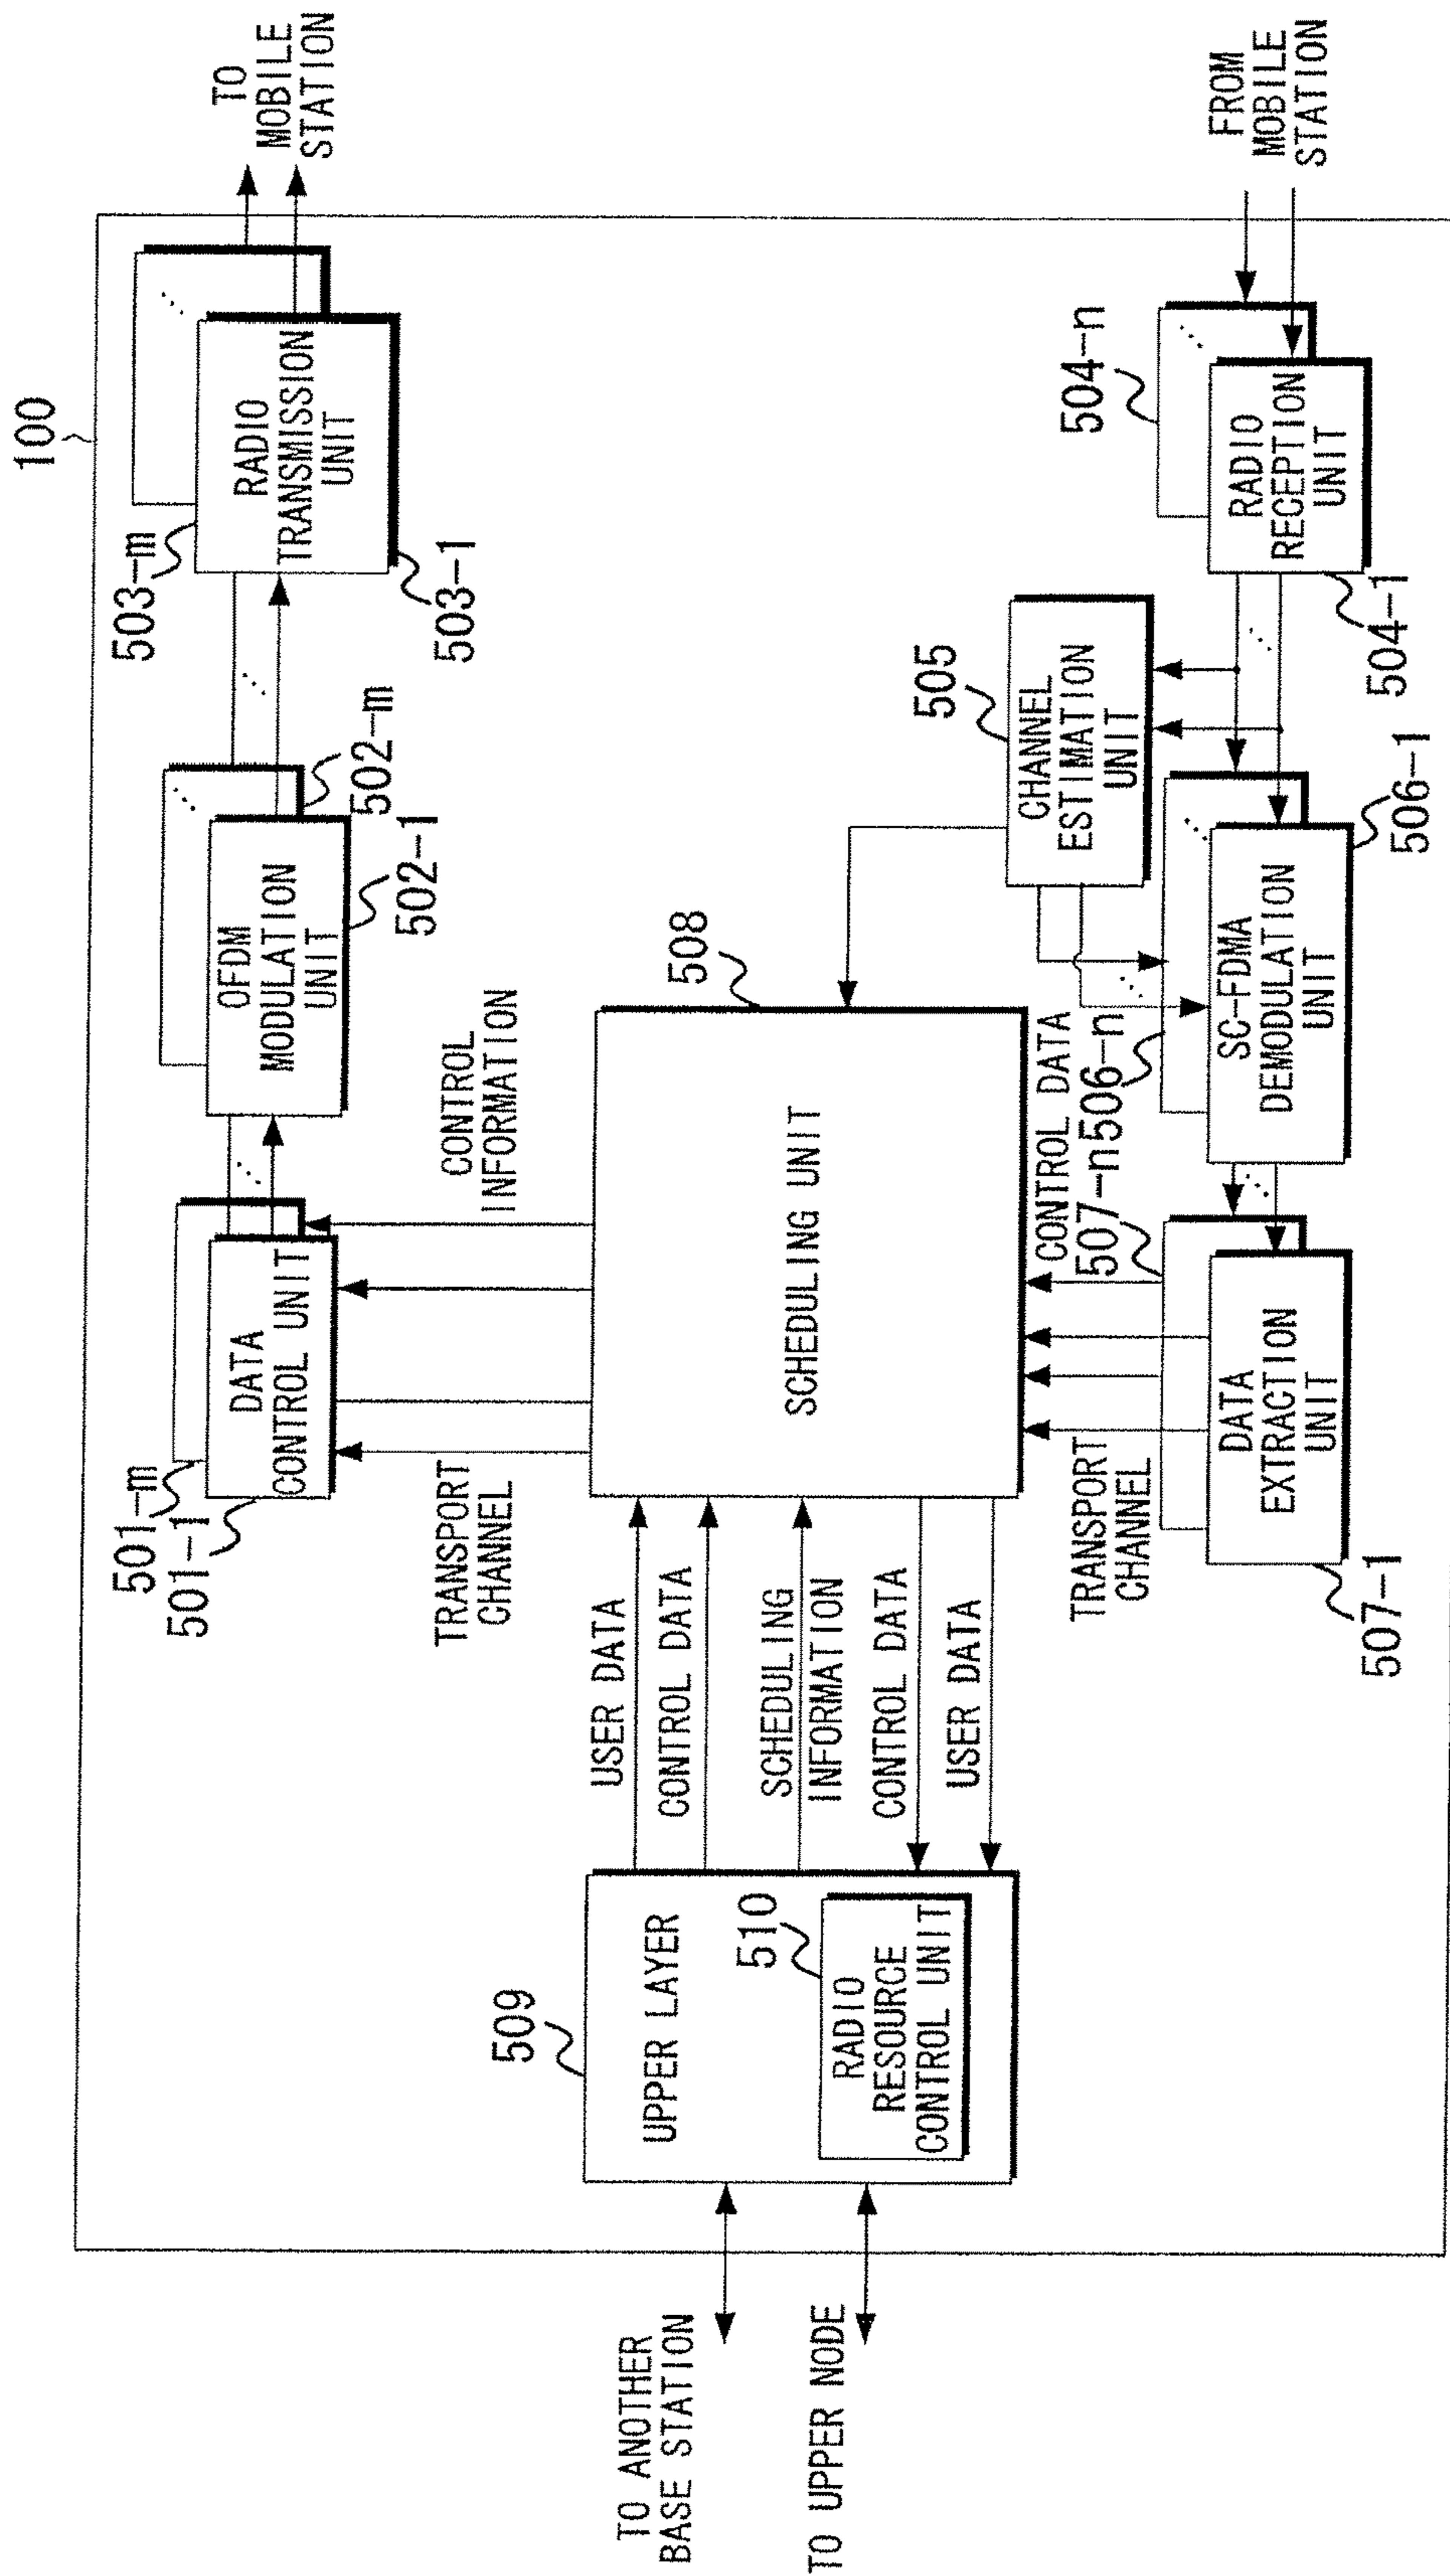 100
TO
MOBILE
STATION
503-m
RADIO
TRANSMISSION
UNIT
503-1
502-m
OFDM
MODULATION
UNIT
502-1
501-m
501-1
DATA
CONTROL UNIT
CONTROL
INFORMATION
TRANSPORT
CHANNEL
508
SCHEDULING UNIT
USER DATA
CONTROL DATA
SCHEDULING
INFORMATION
CONTROL DATA
USER DATA
509
UPPER LAYER
510
RADIO
RESOURCE
CONTROL UNIT
TO ANOTHER
BASE STATION
TO UPPER NODE
505
CHANNEL
ESTIMATION
UNIT
FROM
MOBILE
STATION
504-n
RADIO
RECEPTION
UNIT
504-1
CONTROL DATA
507-n
506-n
SC-FDMA
DEMODULATION
UNIT
506-1
TRANSPORT
CHANNEL
DATA
EXTRACTION
UNIT
507-1